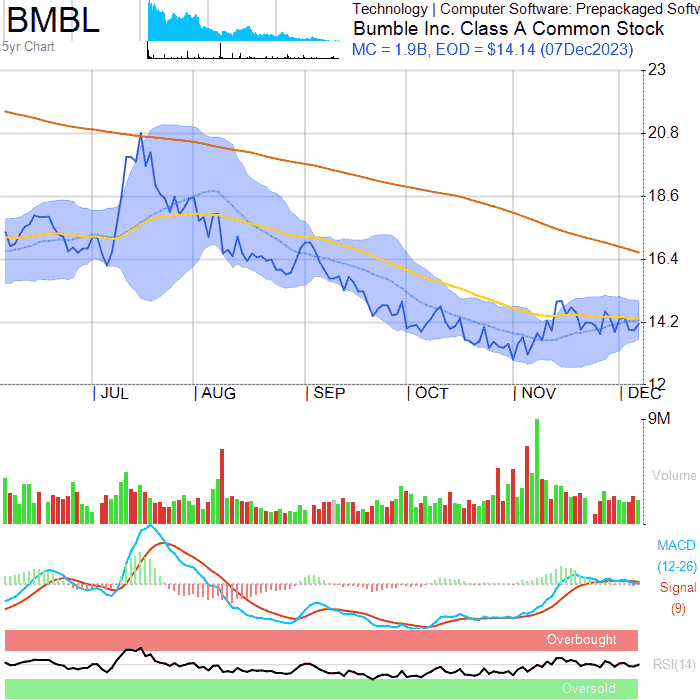 BMBL
5yr Chart
Technology | Computer Software: Prepackaged Softw
Bumble Inc. Class A Common Stock
MC = 1.9B, EOD = $14.14 (07Dec2023)
23
20.8
18.6
16.4
14.2
12
JUL AUG SEP OCT NOV DEC
9M
Volume
MACD
(12-26)
Signal
(9)
Overbought
RSI(14)
Oversold